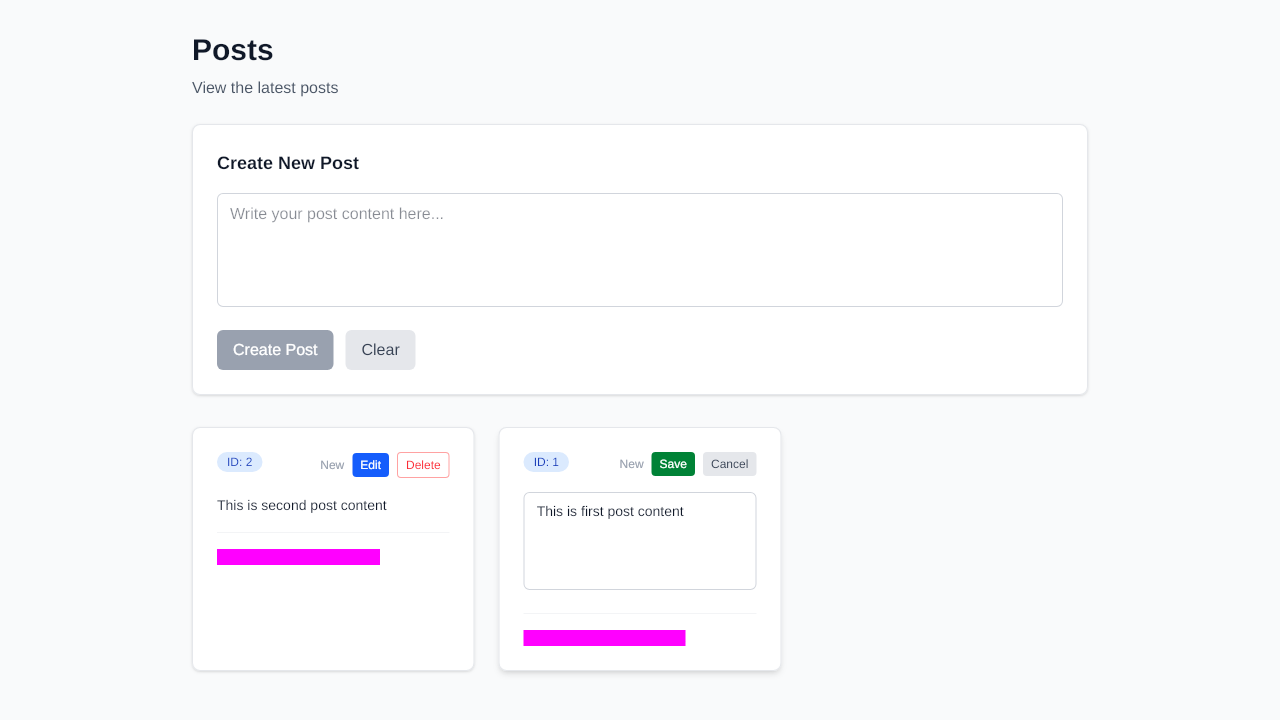 Posts
View the latest posts
Create New Post
Write your post content here...
Create Post
Clear
ID: 2
New
Edit
Delete
This is second post content
ID: 1
New
Save
Cancel
This is first post content